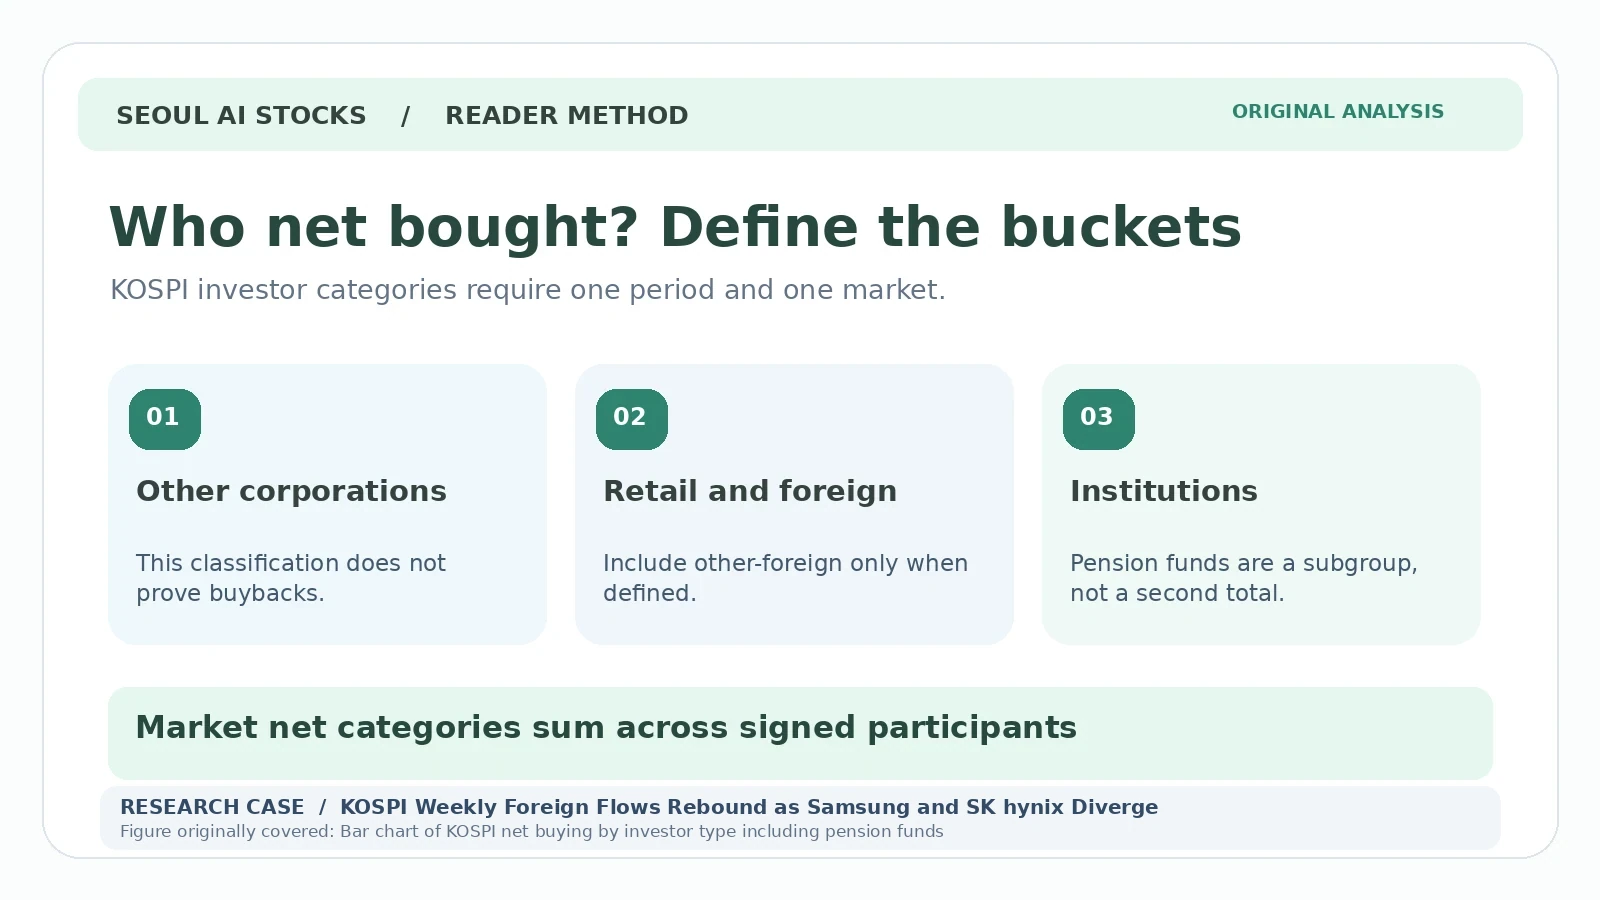 SEOUL AI STOCKS / READER METHOD
ORIGINAL ANALYSIS
Who net bought? Define the buckets
KOSPI investor categories require one period and one market.
01
Other corporations
This classification does not
prove buybacks.
02
Retail and foreign
Include other-foreign only when
defined.
03
Institutions
Pension funds are a subgroup,
not a second total.
Market net categories sum across signed participants
RESEARCH CASE / KOSPI Weekly Foreign Flows Rebound as Samsung and SK hynix Diverge
Figure originally covered: Bar chart of KOSPI net buying by investor type including pension funds